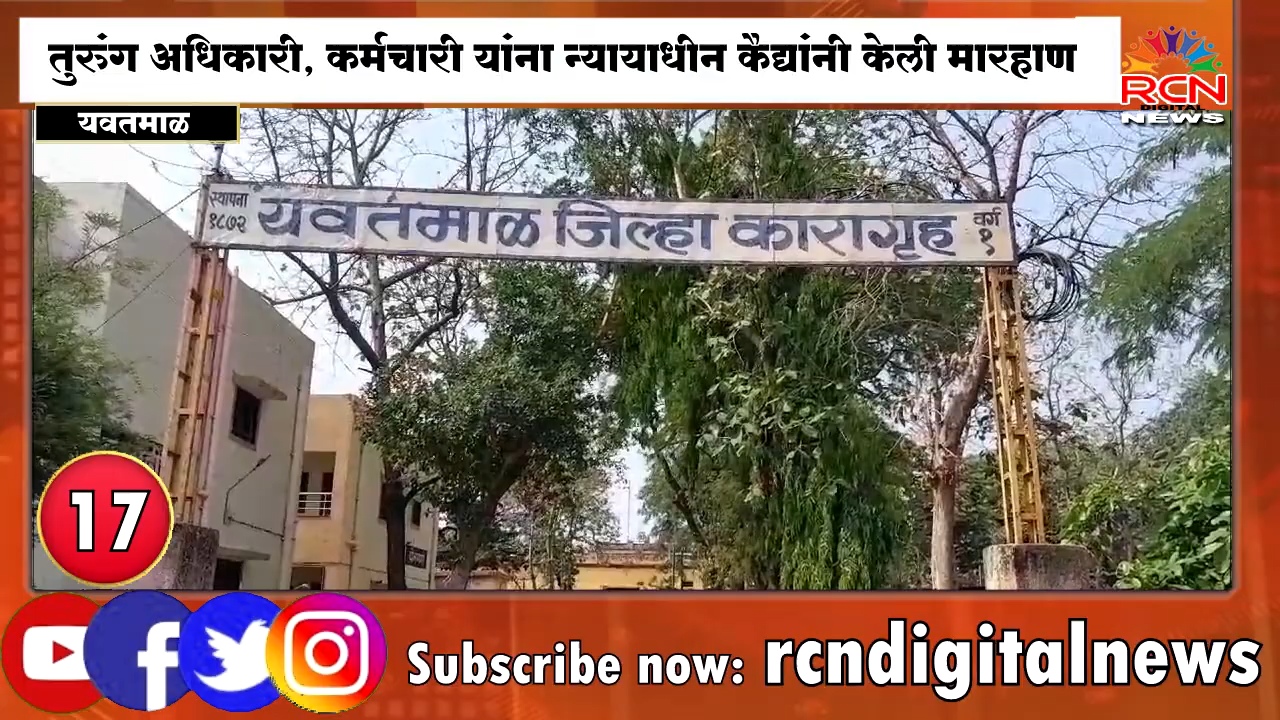 तुरुंग अधिकारी, कर्मचारी यांना न्यायाधीन कैद्यांनी केली मारहाण
RCN
DIGITAL
NEWS
यवतमाळ
स्थापना
१८७२
यवतमाळ जिल्हा कारागृह
वर्ग
१
17
Subscribe now: rcndigitalnews